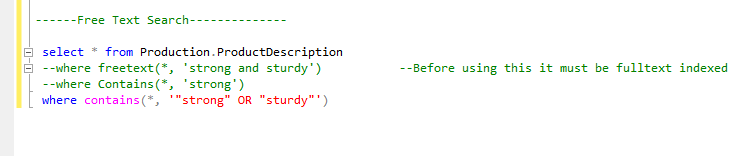 ------Free Text Search--------------
select * from Production.ProductDescription
--where freetext(*, 'strong and sturdy')          --Before using this it must be fulltext indexed
--where Contains(*, 'strong')
where contains(*, '"strong" OR "sturdy"')